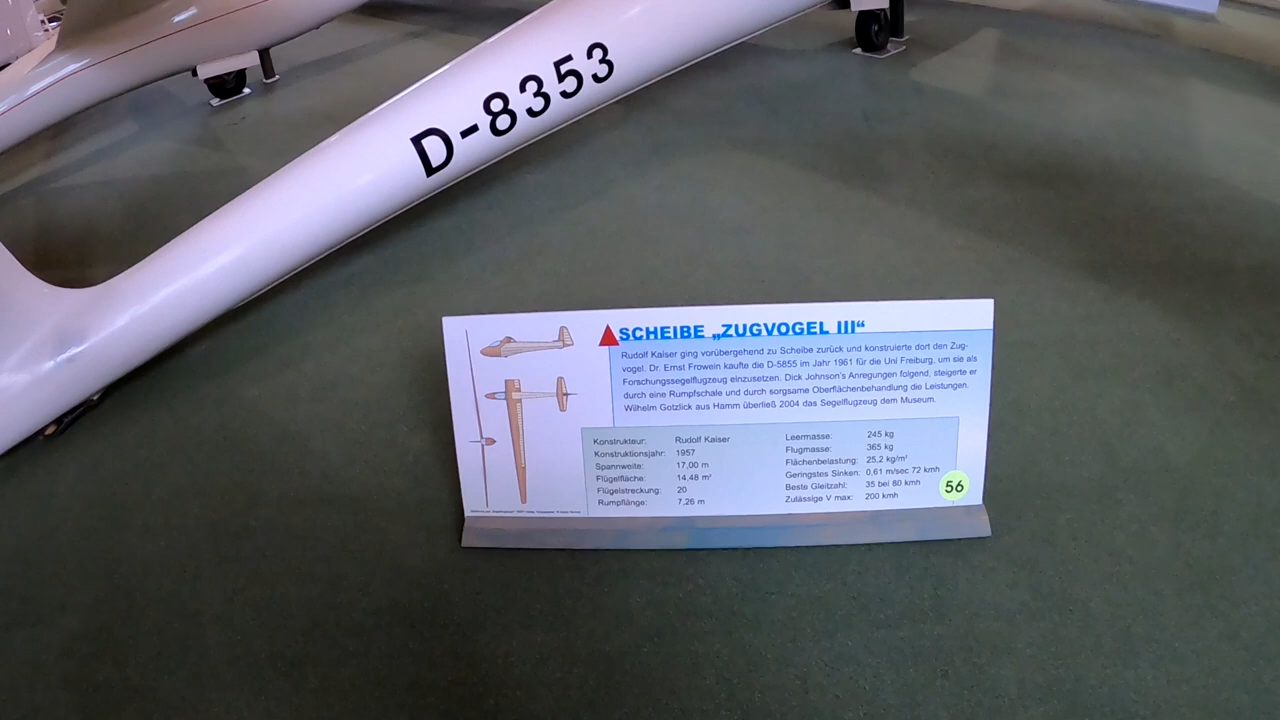 D-8353
SCHEIBE „ZUGVOGEL III“
Rudolf Kaiser ging vorübergehend zu Scheibe zurück und konstruierte dort den Zug-
vogel. Dr. Ernst Frowein kaufte die D-5855 im Jahr 1961 für die Uni Freiburg, um sie als
Forschungssegelflugzeug einzusetzen. Dick Johnson's Anregungen folgend, steigerte er
durch eine Rumpfschale und durch sorgsame Oberflächenbehandlung die Leistungen.
Wilhelm Gotzlick aus Hamm überließ 2004 das Segelflugzeug dem Museum.
Konstrukteur: Rudolf Kaiser
Konstruktionsjahr: 1957
Spannweite: 17,00 m
Flügelfläche: 14,48 m²
Flügelstreckung: 20
Rumpflänge: 7,26 m
Leermasse: 245 kg
Flugmasse: 365 kg
Flächenbelastung: 25,2 kg/m²
Geringstes Sinken: 0,61 m/sec 72 kmh
Beste Gleitzahl: 35 bei 80 kmh
Zulässige V max: 200 kmh
56